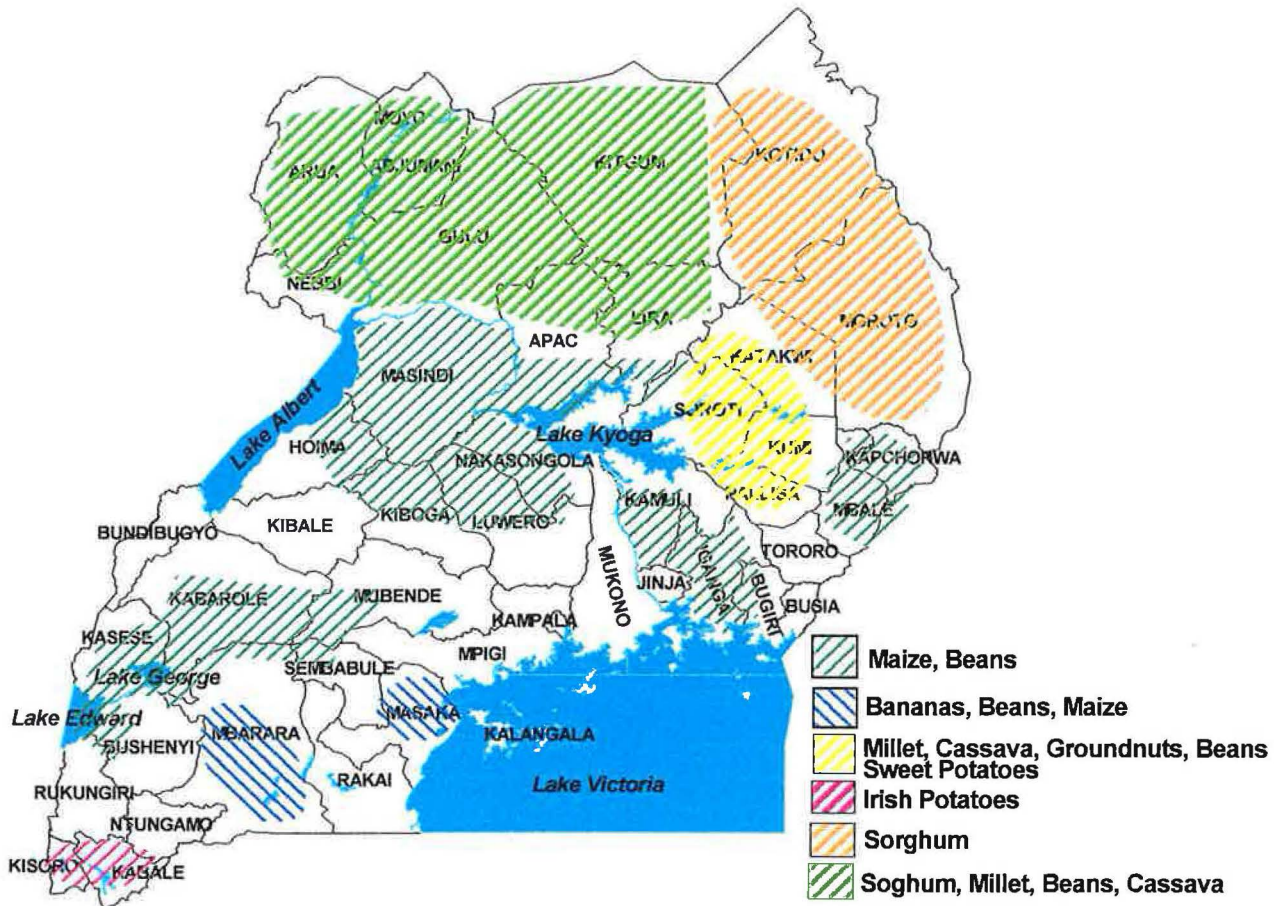 MOYO
ARUA
ADJUMANI
KITGUM
KOTIDO
GULU
NEBBI
LIRA
MOROTO
APAC
KATAKWI
MASINDI
Lake Albert
SOROTI
Lake Kyoga
KUMI
HOIMA
NAKASONGOLA
KAPCHORWA
PALLISA
KAMULI
MBALE
KIBOGA
LUWERO
BUNDIBUGYO
KIBALE
TORORO
MUKONO
IGANGA
JINJA
BUGIRI
BUSIA
KABAROLE
MUBENDE
KAMPALA
KASESE
MPIGI
SEMBABULE
Lake George
MASAKA
Lake Edward
BUSHENYI
MBARARA
KALANGALA
RAKAI
Lake Victoria
RUKUNGIRI
NTUNGAMO
KISORO
KABALE
Maize, Beans
Bananas, Beans, Maize
Millet, Cassava, Groundnuts, Beans
Sweet Potatoes
Irish Potatoes
Sorghum
Soghum, Millet, Beans, Cassava